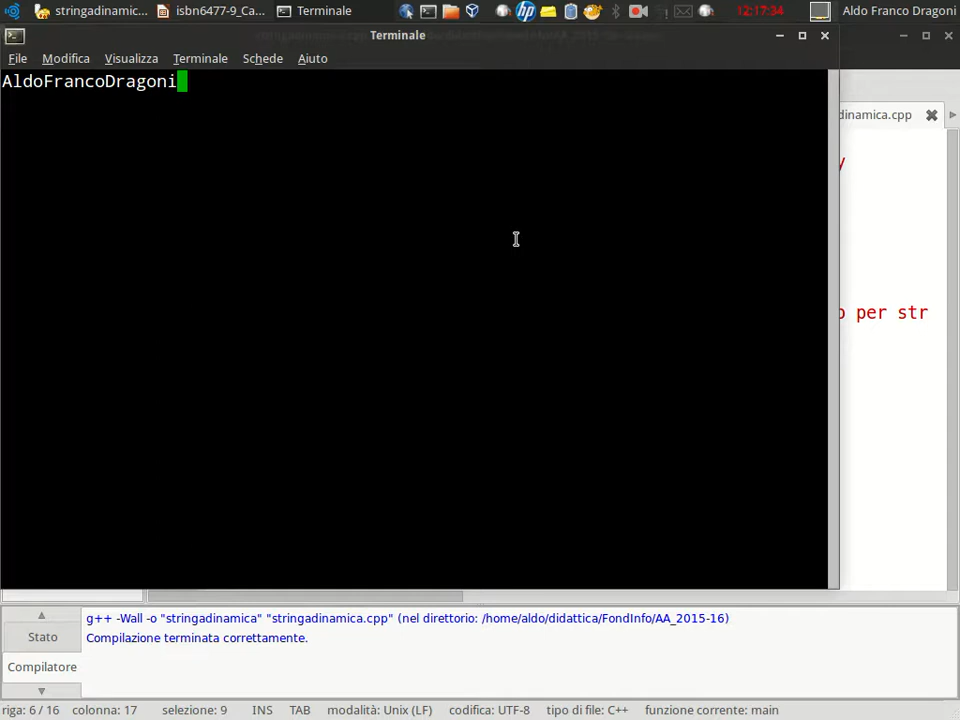 stringadinamic... isbn6477-9_Ca... Terminale 12:17:34 Aldo Franco Dragoni
Terminale
File Modifica Visualizza Terminale Schede Aiuto
AldoFrancoDragoni
dinamica.cpp
y
o per str
g++ -Wall -o "stringadinamica" "stringadinamica.cpp" (nel direttorio: /home/aldo/didattica/FondInfo/AA_2015-16)
Stato
Compilazione terminata correttamente.
Compilatore
riga: 6 / 16 colonna: 17 selezione: 9 INS TAB modalità: Unix (LF) codifica: UTF-8 tipo di file: C++ funzione corrente: main